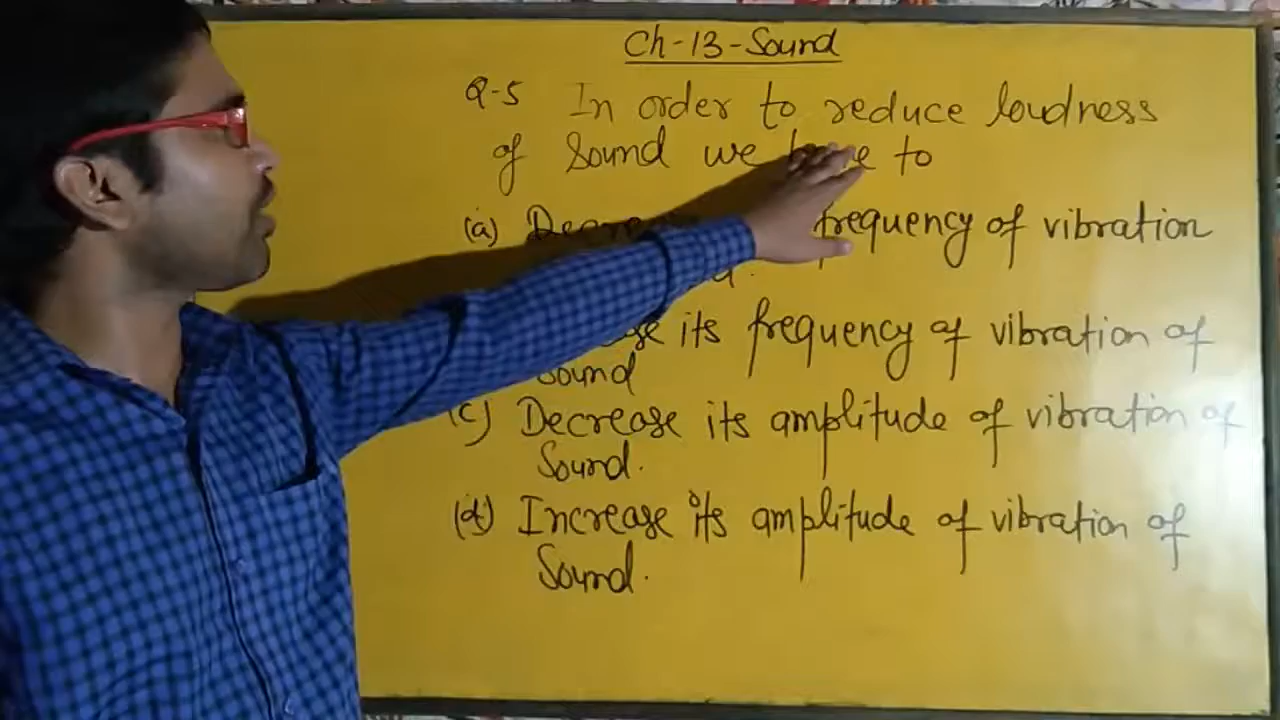 Ch-13-Sound
Q-5 In order to reduce loudness
of Sound we to
(a) frequency of vibration
its frequency of vibration of
Sound
(c) Decrease its amplitude of vibration of
Sound.
(d) Increase its amplitude of vibration of
Sound.